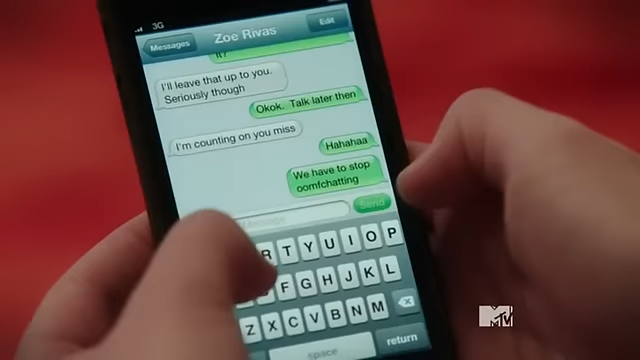 3G
Messages
Zoe Rivas
Edit
it?
I'll leave that up to you.
Seriously though
Okok. Talk later then
I'm counting on you miss
Hahahaa
We have to stop
oomfchatting
Send
R T Y U I O P
F G H J K L
Z X C V B N M
space
return
MTV